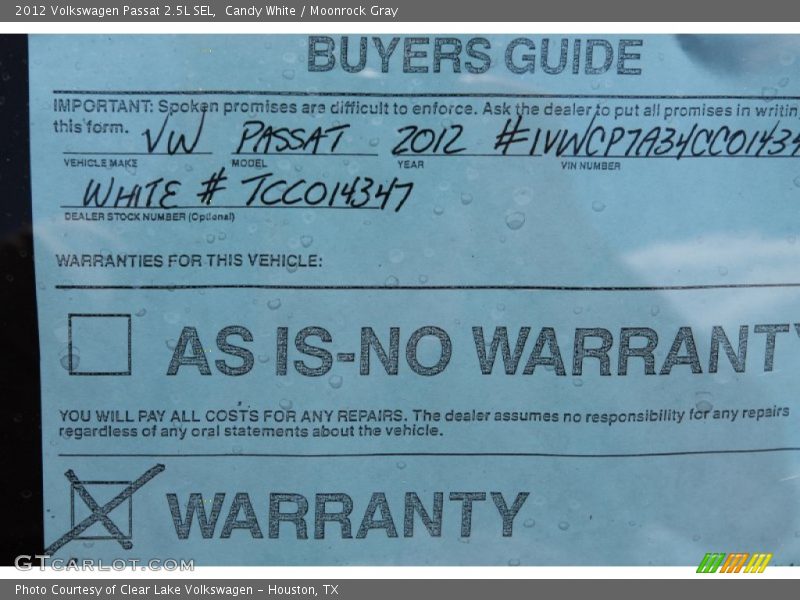 2012 Volkswagen Passat 2.5L SEL, Candy White / Moonrock Gray
BUYERS GUIDE
IMPORTANT: Spoken promises are difficult to enforce. Ask the dealer to put all promises in writin
this form. VW PASSAT 2012 #1VWCP7A34CC01434
VEHICLE MAKE MODEL YEAR VIN NUMBER
WHITE # TCC014347
DEALER STOCK NUMBER (Optional)
WARRANTIES FOR THIS VEHICLE:
AS IS-NO WARRANTY
YOU WILL PAY ALL COSTS FOR ANY REPAIRS. The dealer assumes no responsibility for any repairs
regardless of any oral statements about the vehicle.
WARRANTY
GTCARLOT.COM
Photo Courtesy of Clear Lake Volkswagen - Houston, TX